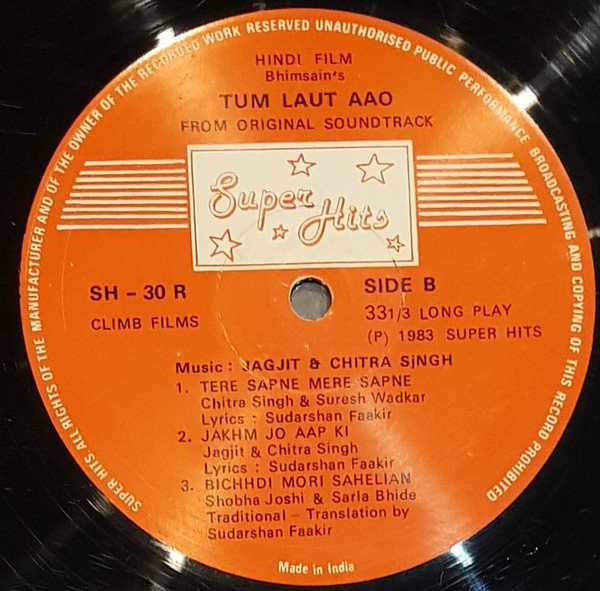 SUPER HITS ALL RIGHTS OF THE MANUFACTURER AND OF THE OWNER OF THE RECORDED WORK RESERVED UNAUTHORISED PUBLIC PERFORMANCE BROADCASTING AND COPYING OF THIS RECORD PROHIBITED
HINDI FILM
Bhimsain's
TUM LAUT AAO
FROM ORIGINAL SOUNDTRACK
Super Hits
SH – 30 R
SIDE B
CLIMB FILMS
33 1/3 LONG PLAY
(P) 1983 SUPER HITS
Music : JAGJIT & CHITRA SiNGH
1. TERE SAPNE MERE SAPNE
Chitra Singh & Suresh Wadkar
Lyrics : Sudarshan Faakir
2. JAKHM JO AAP KI
Jagjit & Chitra Singh
Lyrics : Sudarshan Faakir
3. BICHHDI MORI SAHELIAN
Shobha Joshi & Sarla Bhide
Traditional – Translation by
Sudarshan Faakir
Made in India